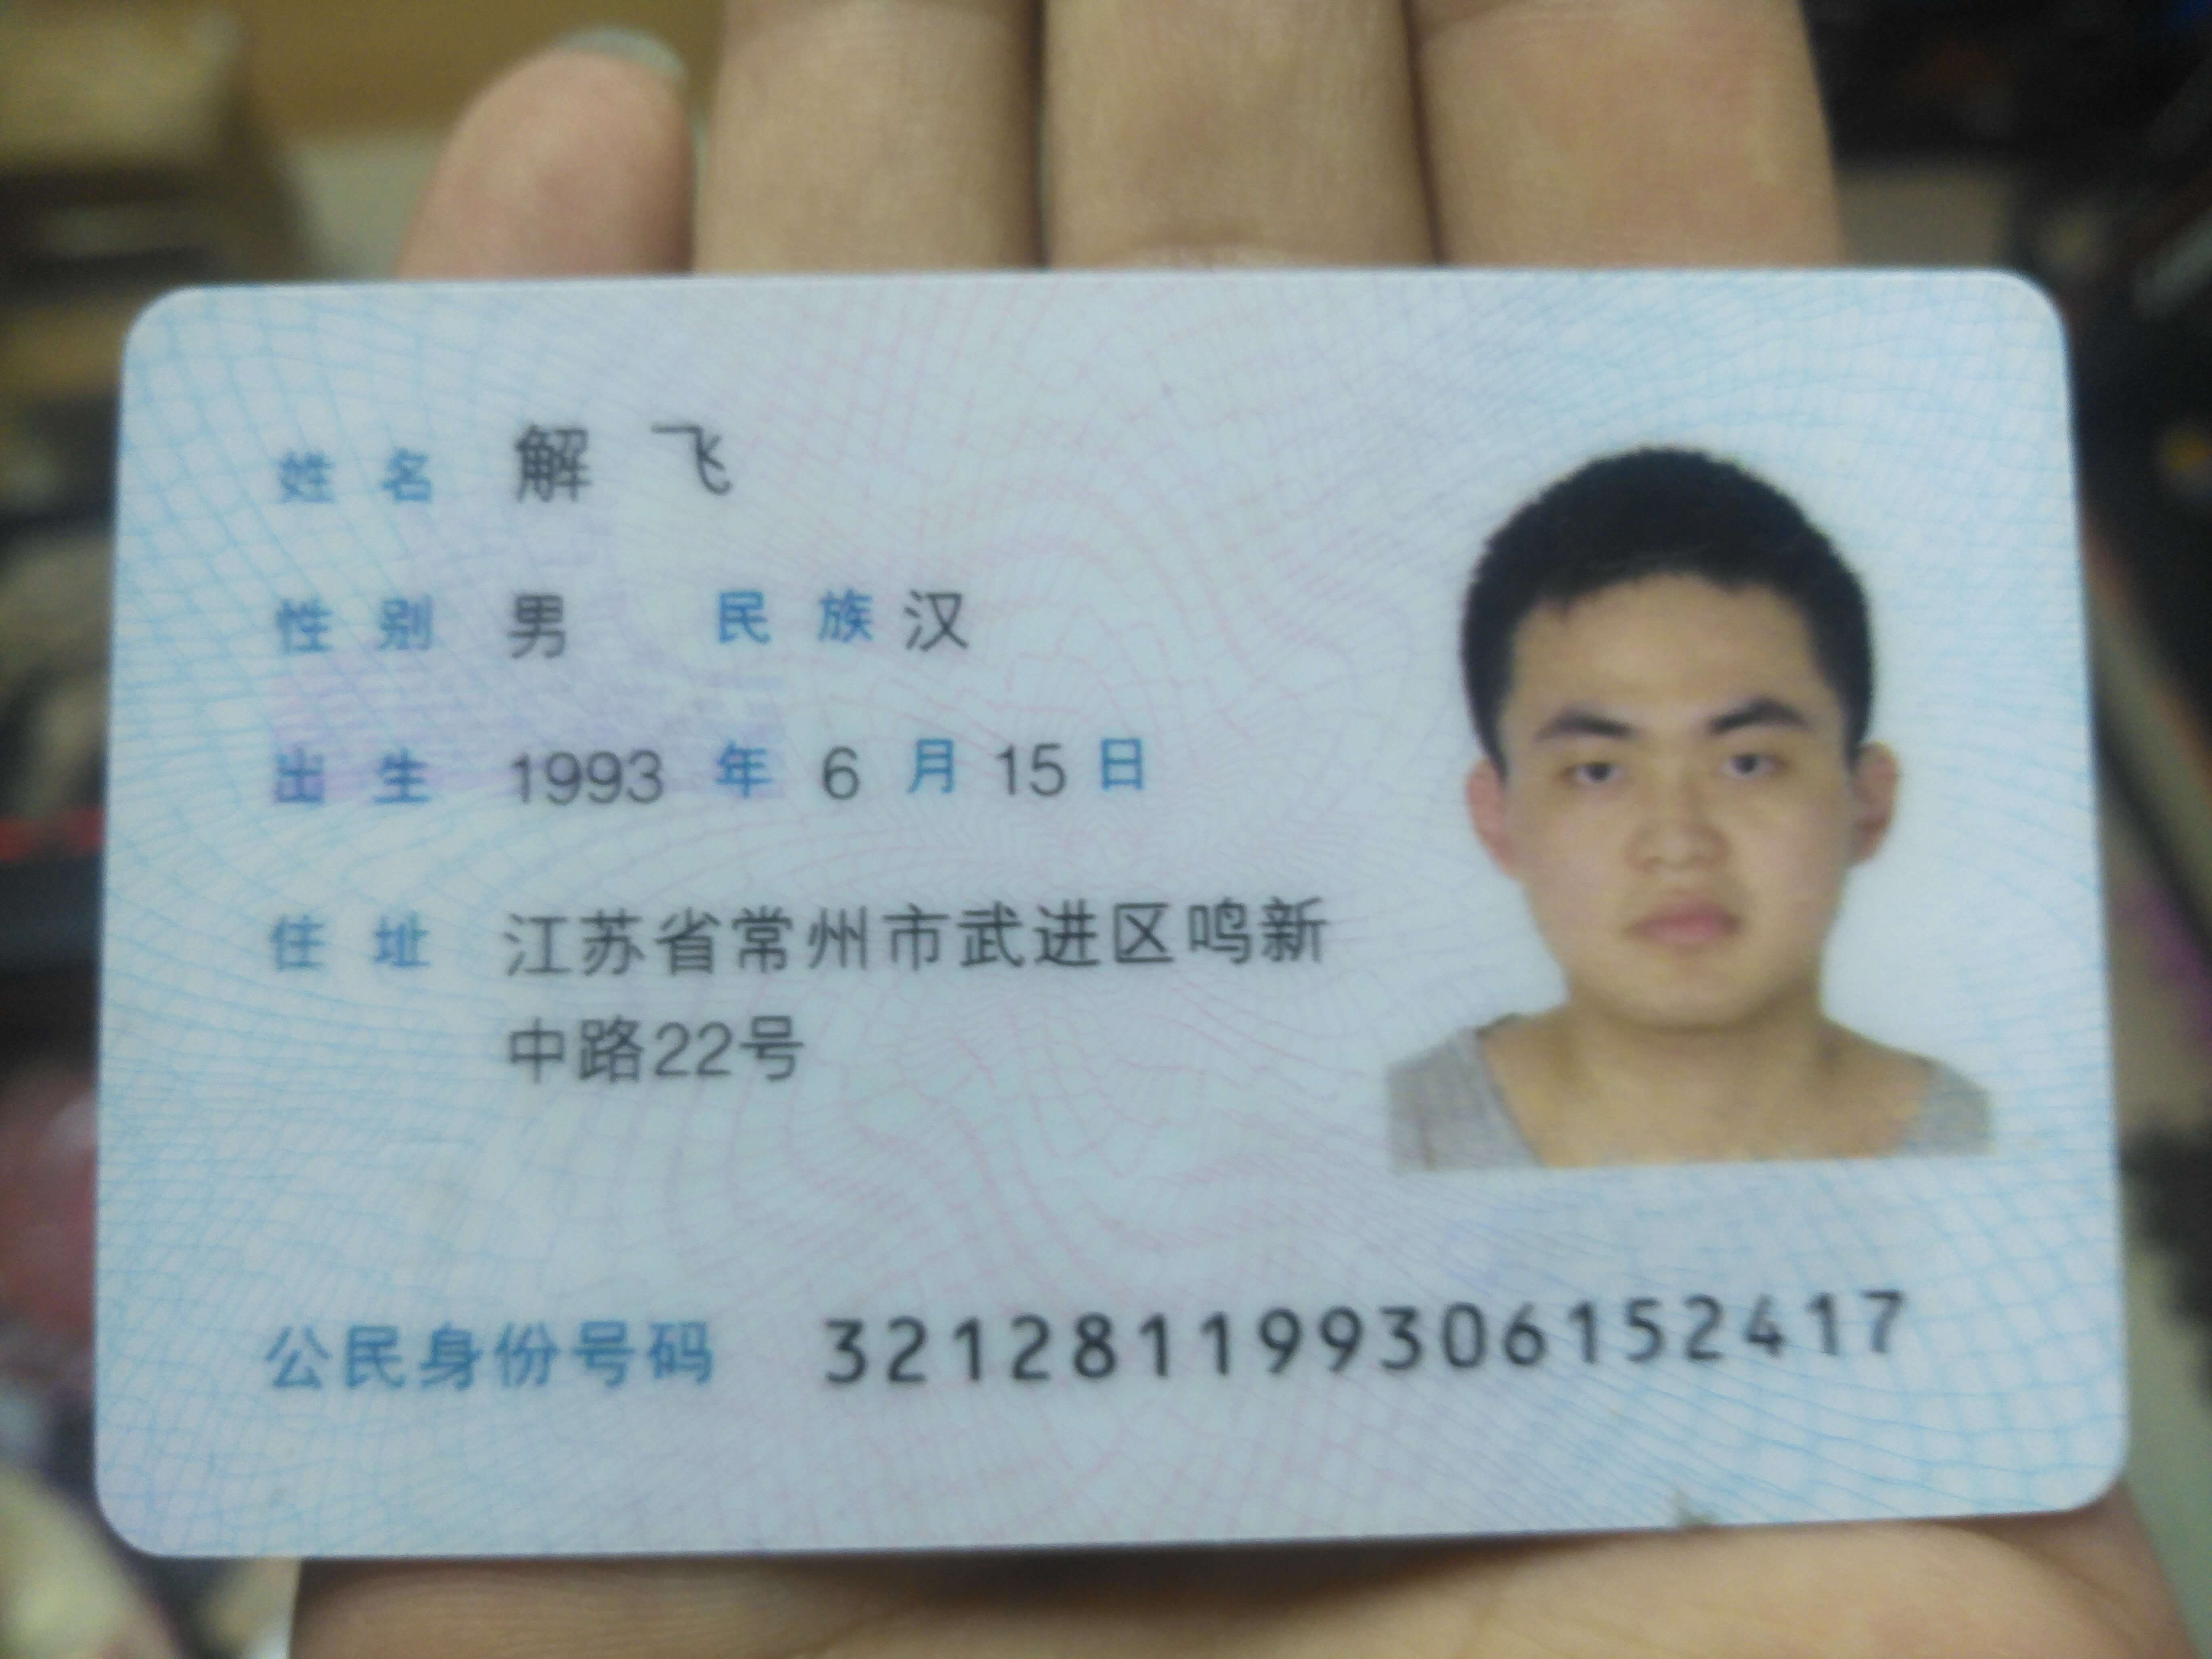 姓名 解飞
性别 男 民族 汉
出生 1993 年 6 月 15 日
住址 江苏省常州市武进区鸣新
中路22号
公民身份号码 321281199306152417